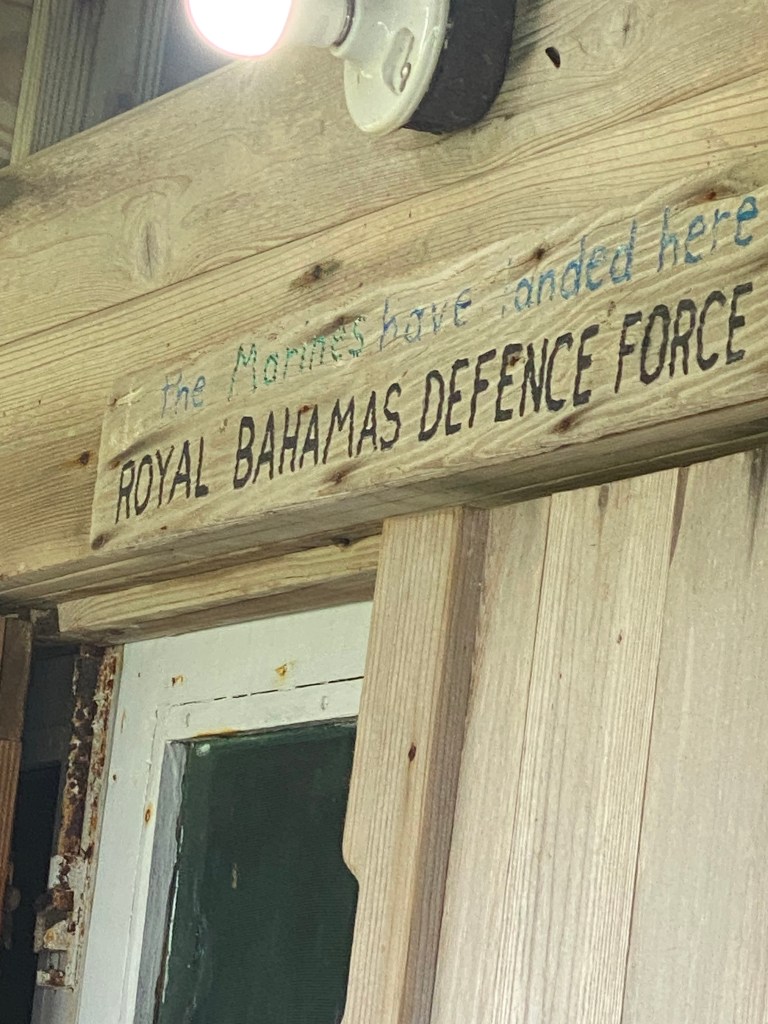 the Marines have landed here
ROYAL BAHAMAS DEFENCE FORCE